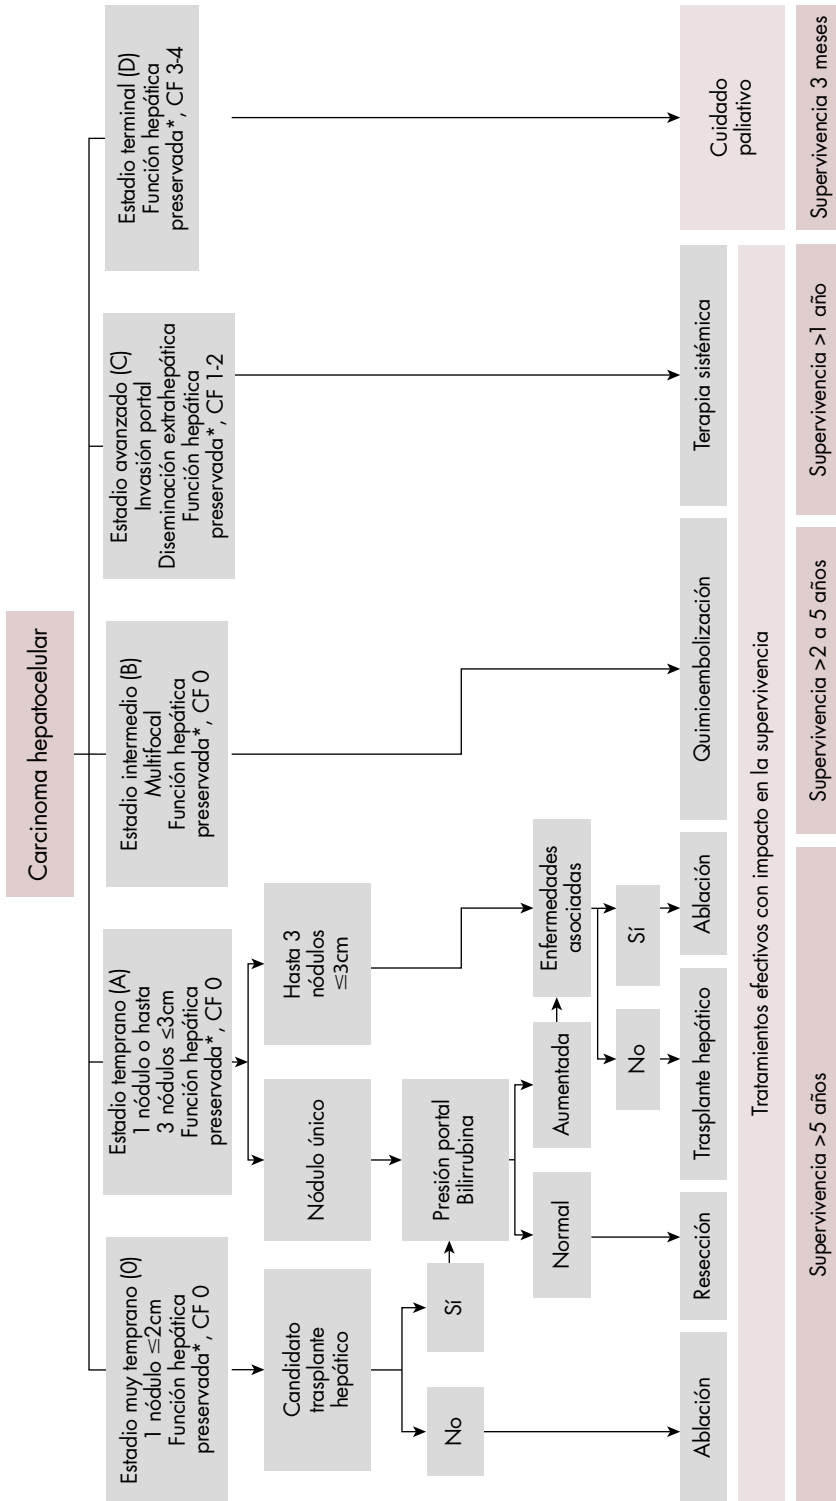 Carcinoma hepatocelular
Estadio muy temprano (0)
1 nódulo ≤2cm
Función hepática
preservada*, CF 0
Estadio temprano (A)
1 nódulo o hasta
3 nódulos ≤3cm
Función hepática
preservada*, CF 0
Estadio intermedio (B)
Multifocal
Función hepática
preservada*, CF 0
Estadio avanzado (C)
Invasión portal
Diseminación extrahepática
Función hepática
preservada*, CF 1-2
Estadio terminal (D)
Función hepática
preservada*, CF 3-4
Candidato
trasplante
hepático
Nódulo único
Hasta 3
nódulos
≤3cm
No
Sí
Presión portal
Bilirrubina
Normal
Aumentada
Enfermedades
asociadas
No
Sí
Ablación
Resección
Trasplante hepático
Ablación
Quimioembolización
Terapia sistémica
Cuidado
paliativo
Tratamientos efectivos con impacto en la supervivencia
Supervivencia >5 años
Supervivencia >2 a 5 años
Supervivencia >1 año
Supervivencia 3 meses